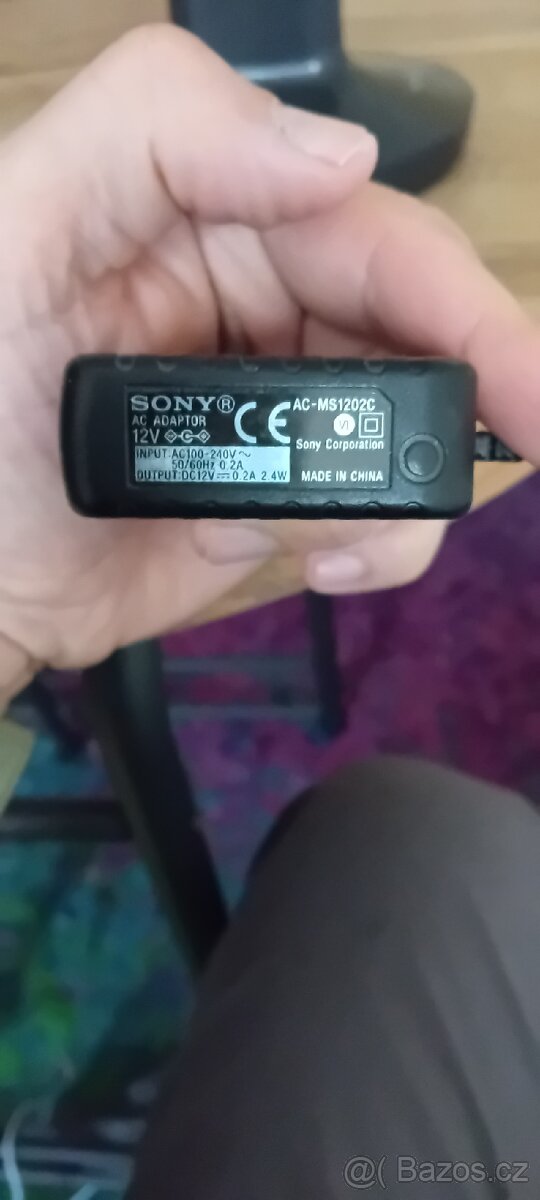 SONY®
AC ADAPTOR
12V
INPUT:AC100-240V~
50/60Hz 0.2A
OUTPUT:DC12V⎓0.2A 2.4W
CE
AC-MS1202C
VI
Sony Corporation
MADE IN CHINA
@( Bazos.cz